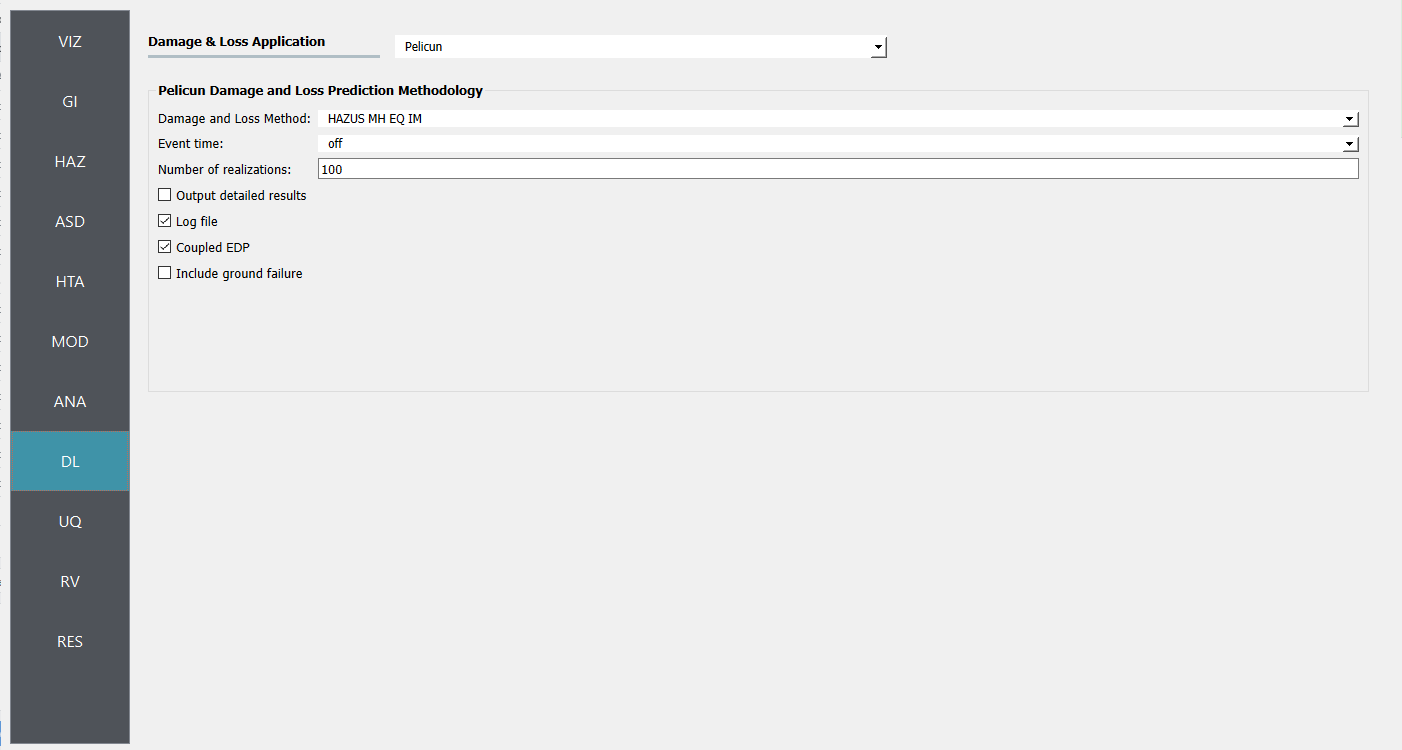 VIZ
GI
HAZ
ASD
HTA
MOD
ANA
DL
UQ
RV
RES
Damage & Loss Application
Pelicun
Pelicun Damage and Loss Prediction Methodology
Damage and Loss Method: HAZUS MH EQ IM
Event time: off
Number of realizations: 100
Output detailed results
Log file
Coupled EDP
Include ground failure